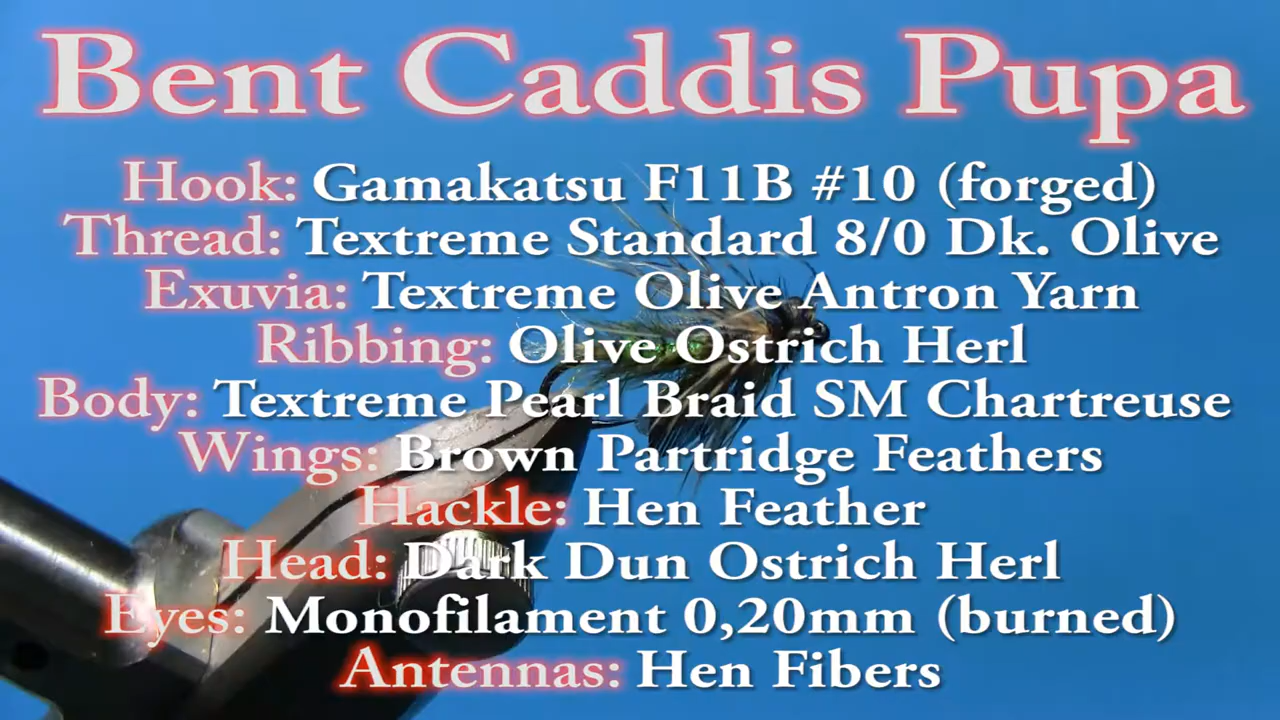 Bent Caddis Pupa
Hook: Gamakatsu F11B #10 (forged)
Thread: Textreme Standard 8/0 Dk. Olive
Exuvia: Textreme Olive Antron Yarn
Ribbing: Olive Ostrich Herl
Body: Textreme Pearl Braid SM Chartreuse
Wings: Brown Partridge Feathers
Hackle: Hen Feather
Head: Dark Dun Ostrich Herl
Eyes: Monofilament 0,20mm (burned)
Antennas: Hen Fibers